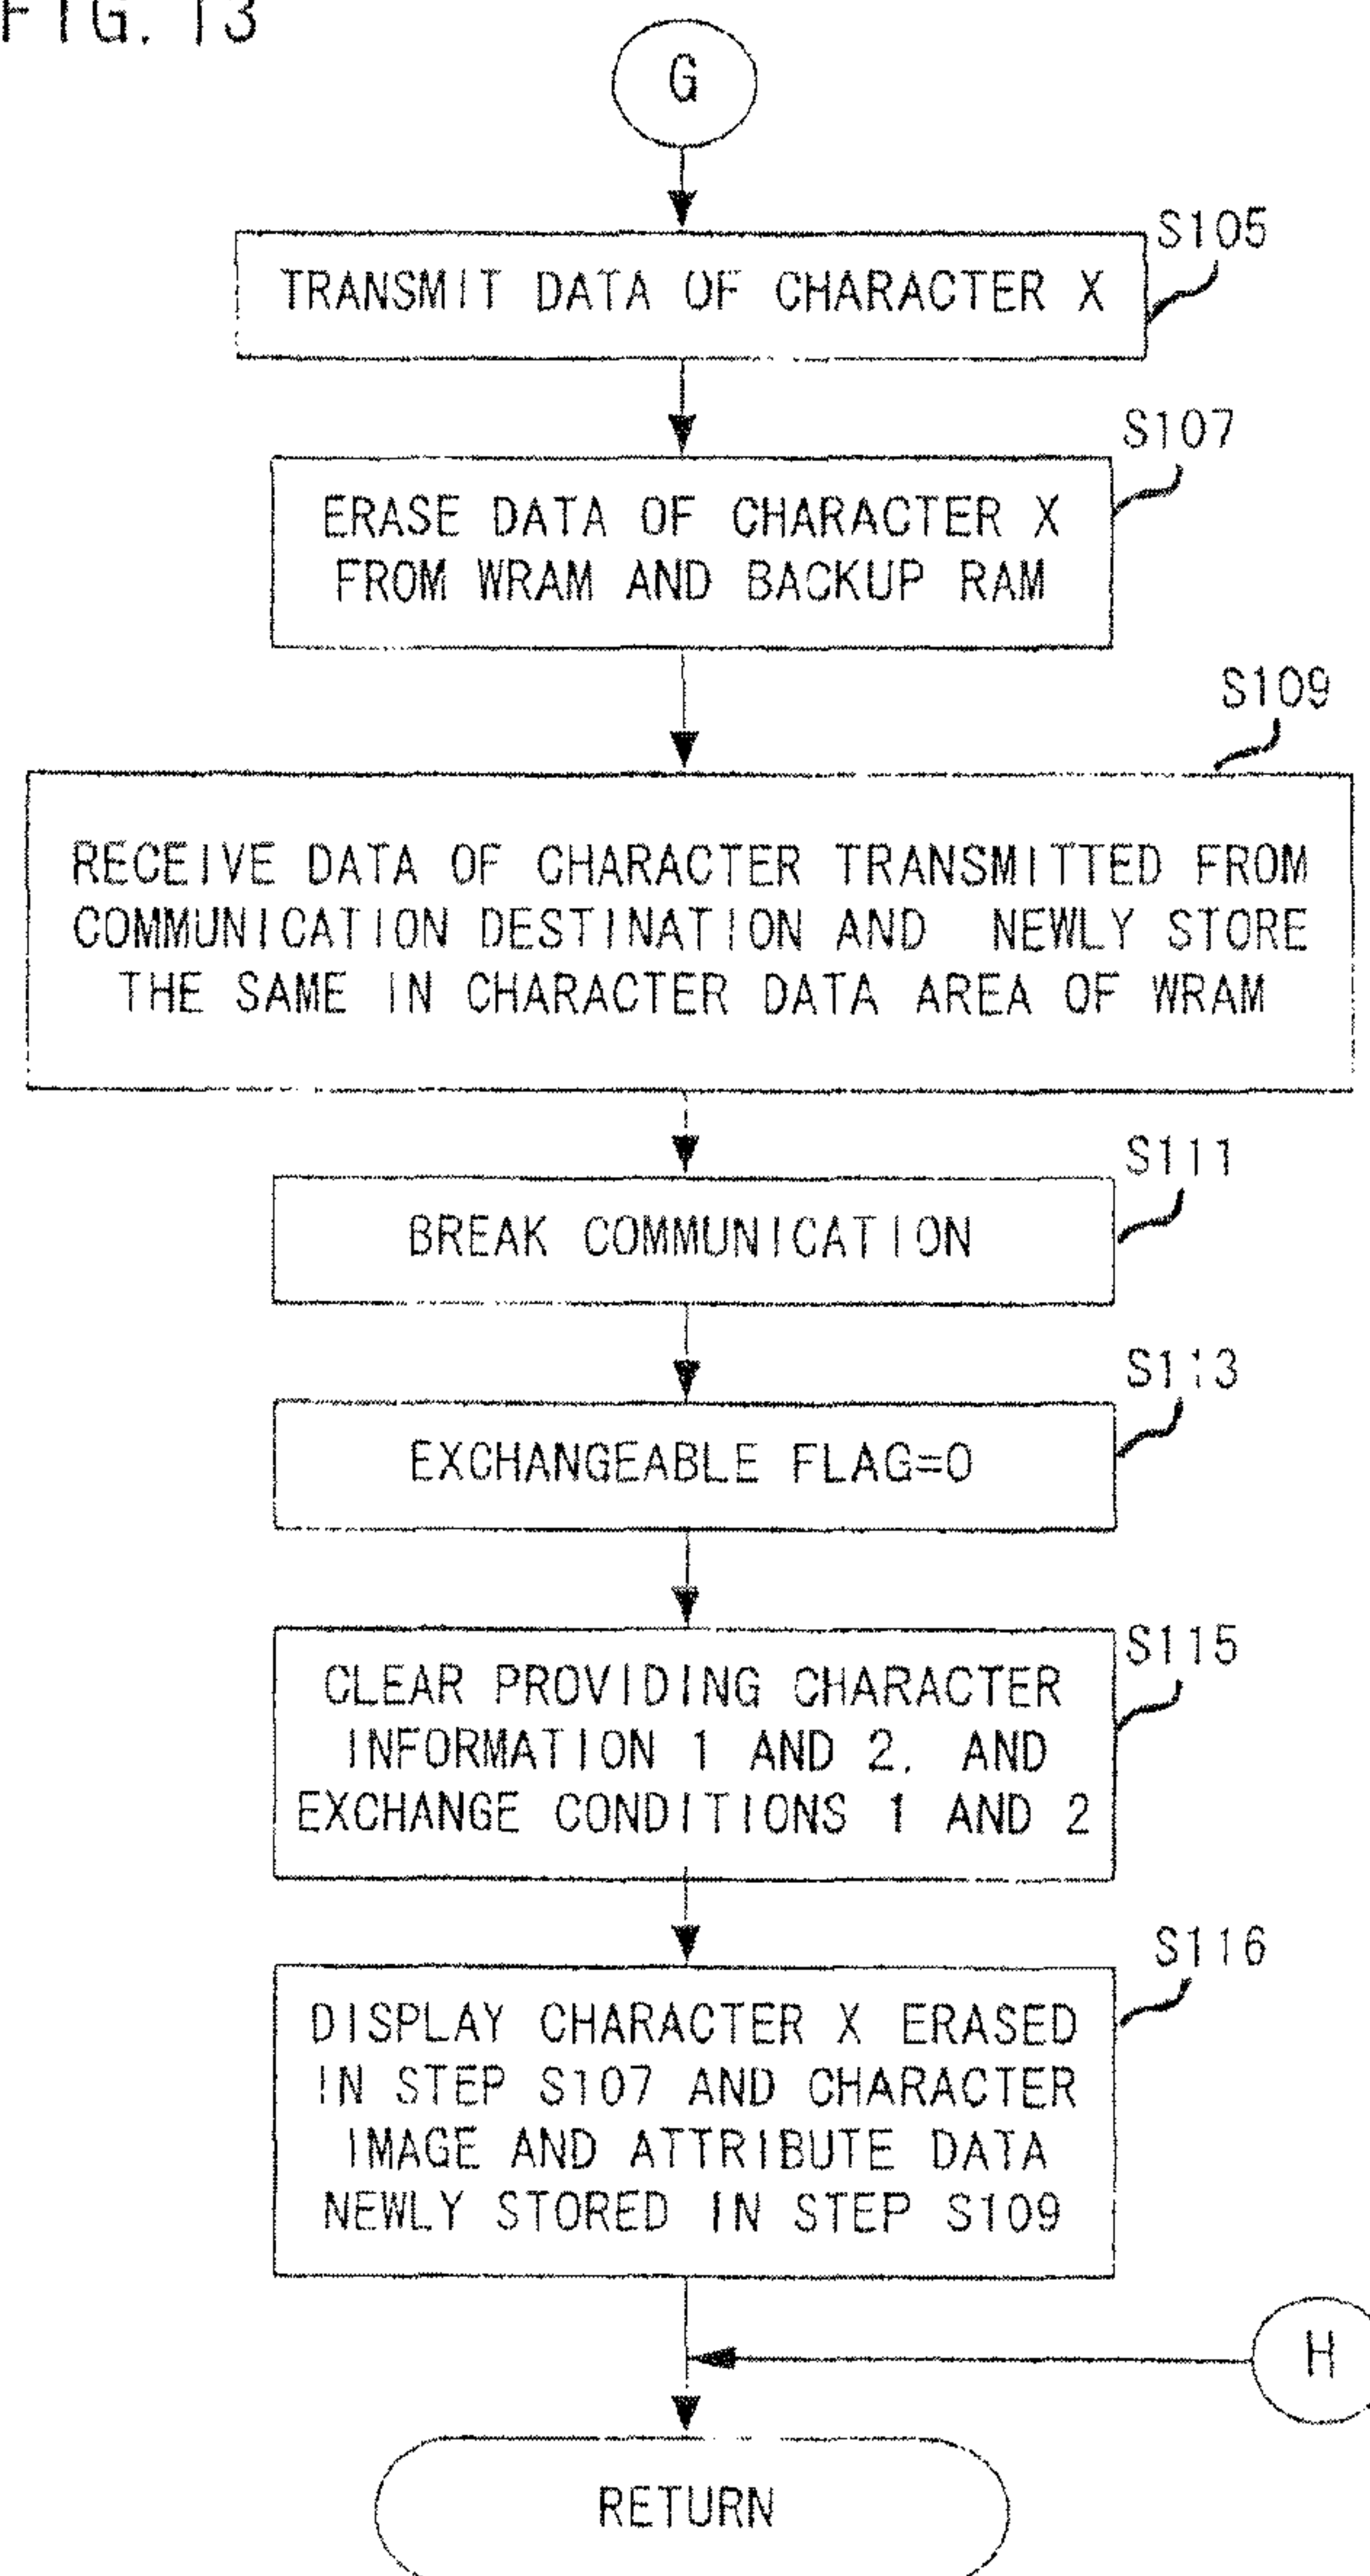 FIG. 13
G
S105
TRANSMIT DATA OF CHARACTER X
S107
ERASE DATA OF CHARACTER X
FROM WRAM AND BACKUP RAM
S109
RECEIVE DATA OF CHARACTER TRANSMITTED FROM
COMMUNICATION DESTINATION AND NEWLY STORE
THE SAME IN CHARACTER DATA AREA OF WRAM
S111
BREAK COMMUNICATION
S113
EXCHANGEABLE FLAG=0
S115
CLEAR PROVIDING CHARACTER
INFORMATION 1 AND 2. AND
EXCHANGE CONDITIONS 1 AND 2
S116
DISPLAY CHARACTER X ERASED
IN STEP S107 AND CHARACTER
IMAGE AND ATTRIBUTE DATA
NEWLY STORED IN STEP S109
H
RETURN